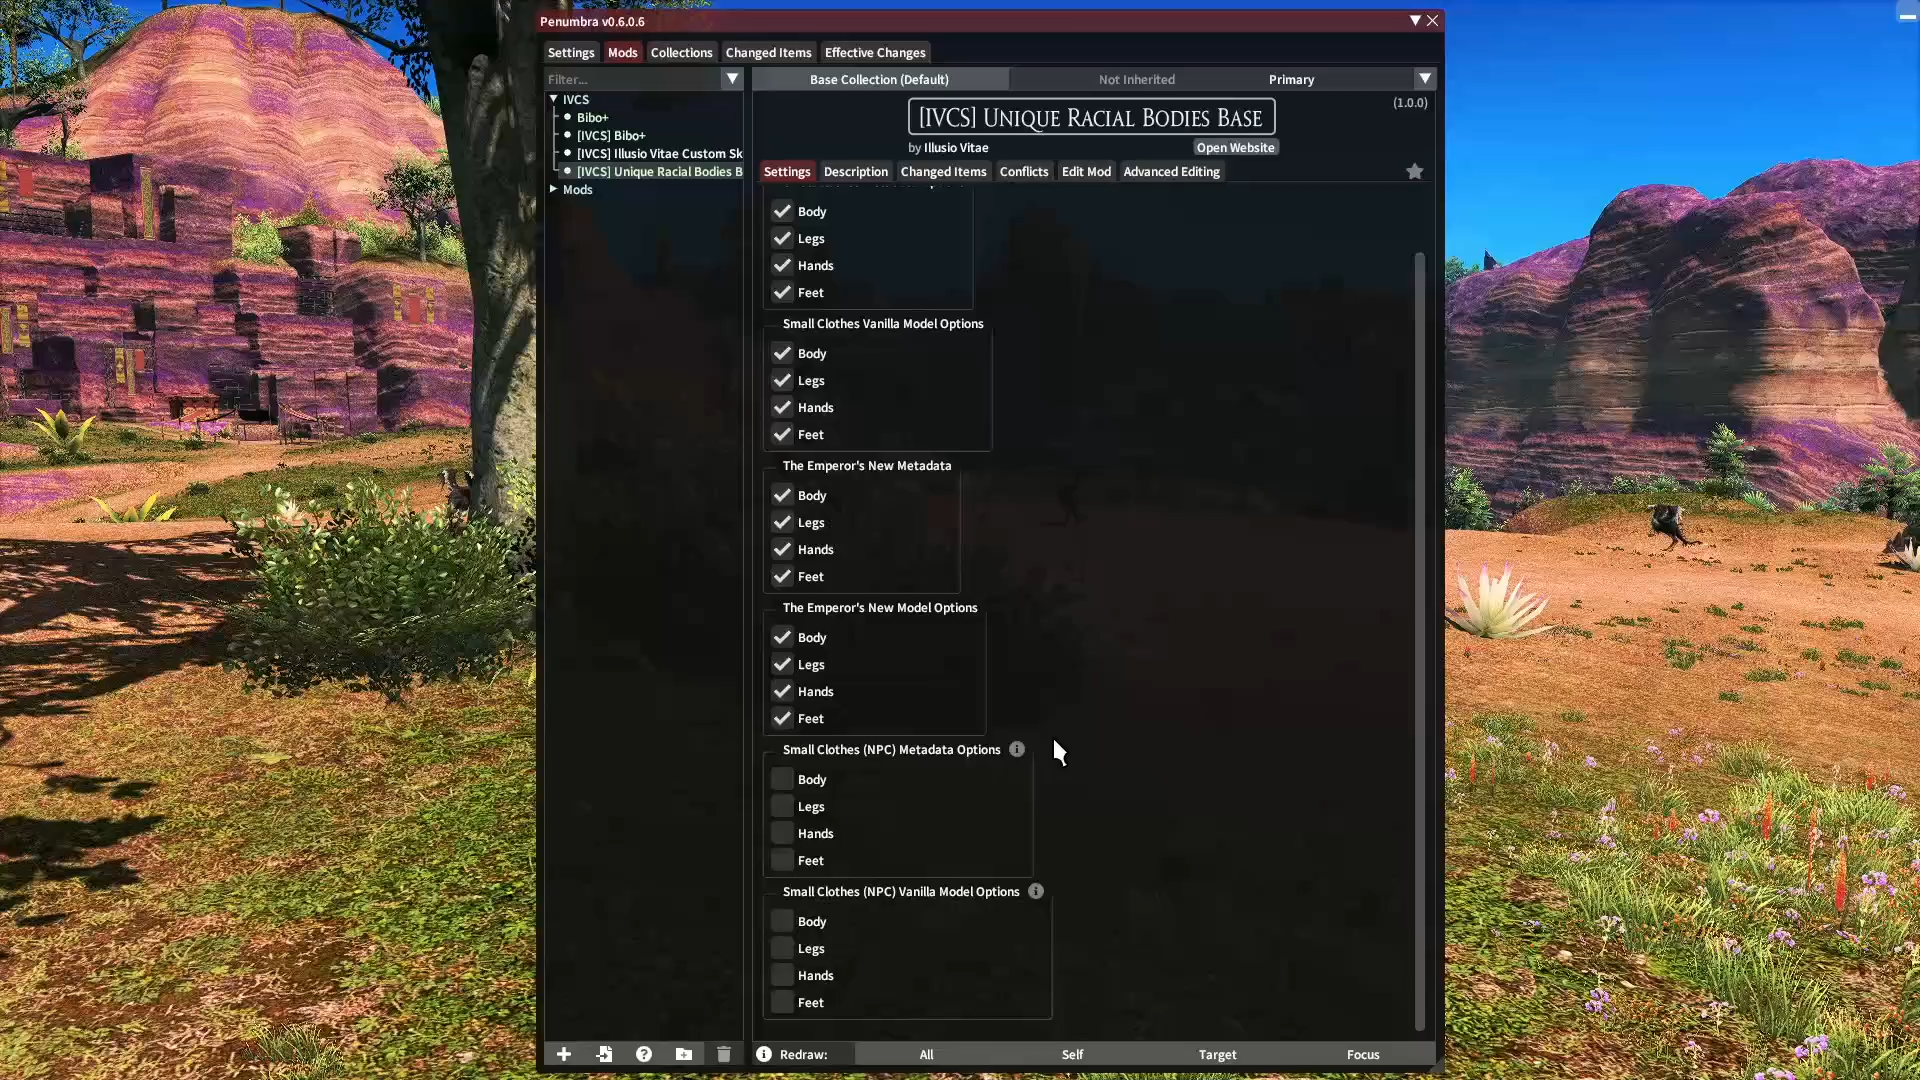 Penumbra v0.6.0.6
Settings Mods Collections Changed Items Effective Changes
Filter...
Base Collection (Default) Not Inherited Primary
IVCS
Bibo+
[IVCS] Bibo+
[IVCS] Illusio Vitae Custom Sk
[IVCS] Unique Racial Bodies B
Mods
[IVCS] Unique Racial Bodies Base
(1.0.0)
by Illusio Vitae
Open Website
Settings Description Changed Items Conflicts Edit Mod Advanced Editing
Body
Legs
Hands
Feet
Small Clothes Vanilla Model Options
Body
Legs
Hands
Feet
The Emperor's New Metadata
Body
Legs
Hands
Feet
The Emperor's New Model Options
Body
Legs
Hands
Feet
Small Clothes (NPC) Metadata Options
Body
Legs
Hands
Feet
Small Clothes (NPC) Vanilla Model Options
Body
Legs
Hands
Feet
Redraw: All Self Target Focus